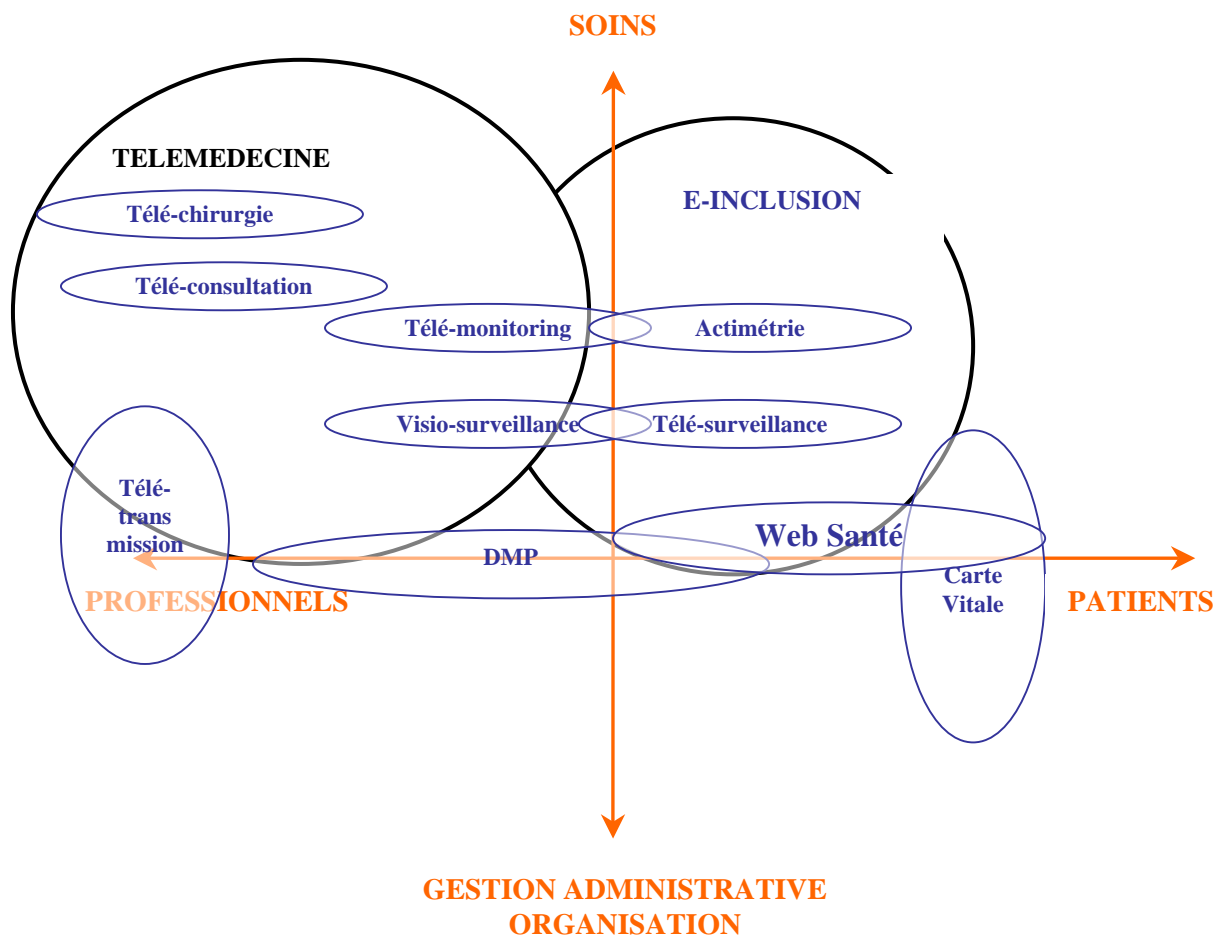 SOINS
TELEMEDECINE
E-INCLUSION
Télé-chirurgie
Télé-consultation
Télé-monitoring
Actimétrie
Visio-surveillance
Télé-surveillance
Télé-
trans
mission
Web Santé
DMP
Carte
Vitale
PROFESSIONNELS
PATIENTS
GESTION ADMINISTRATIVE
ORGANISATION